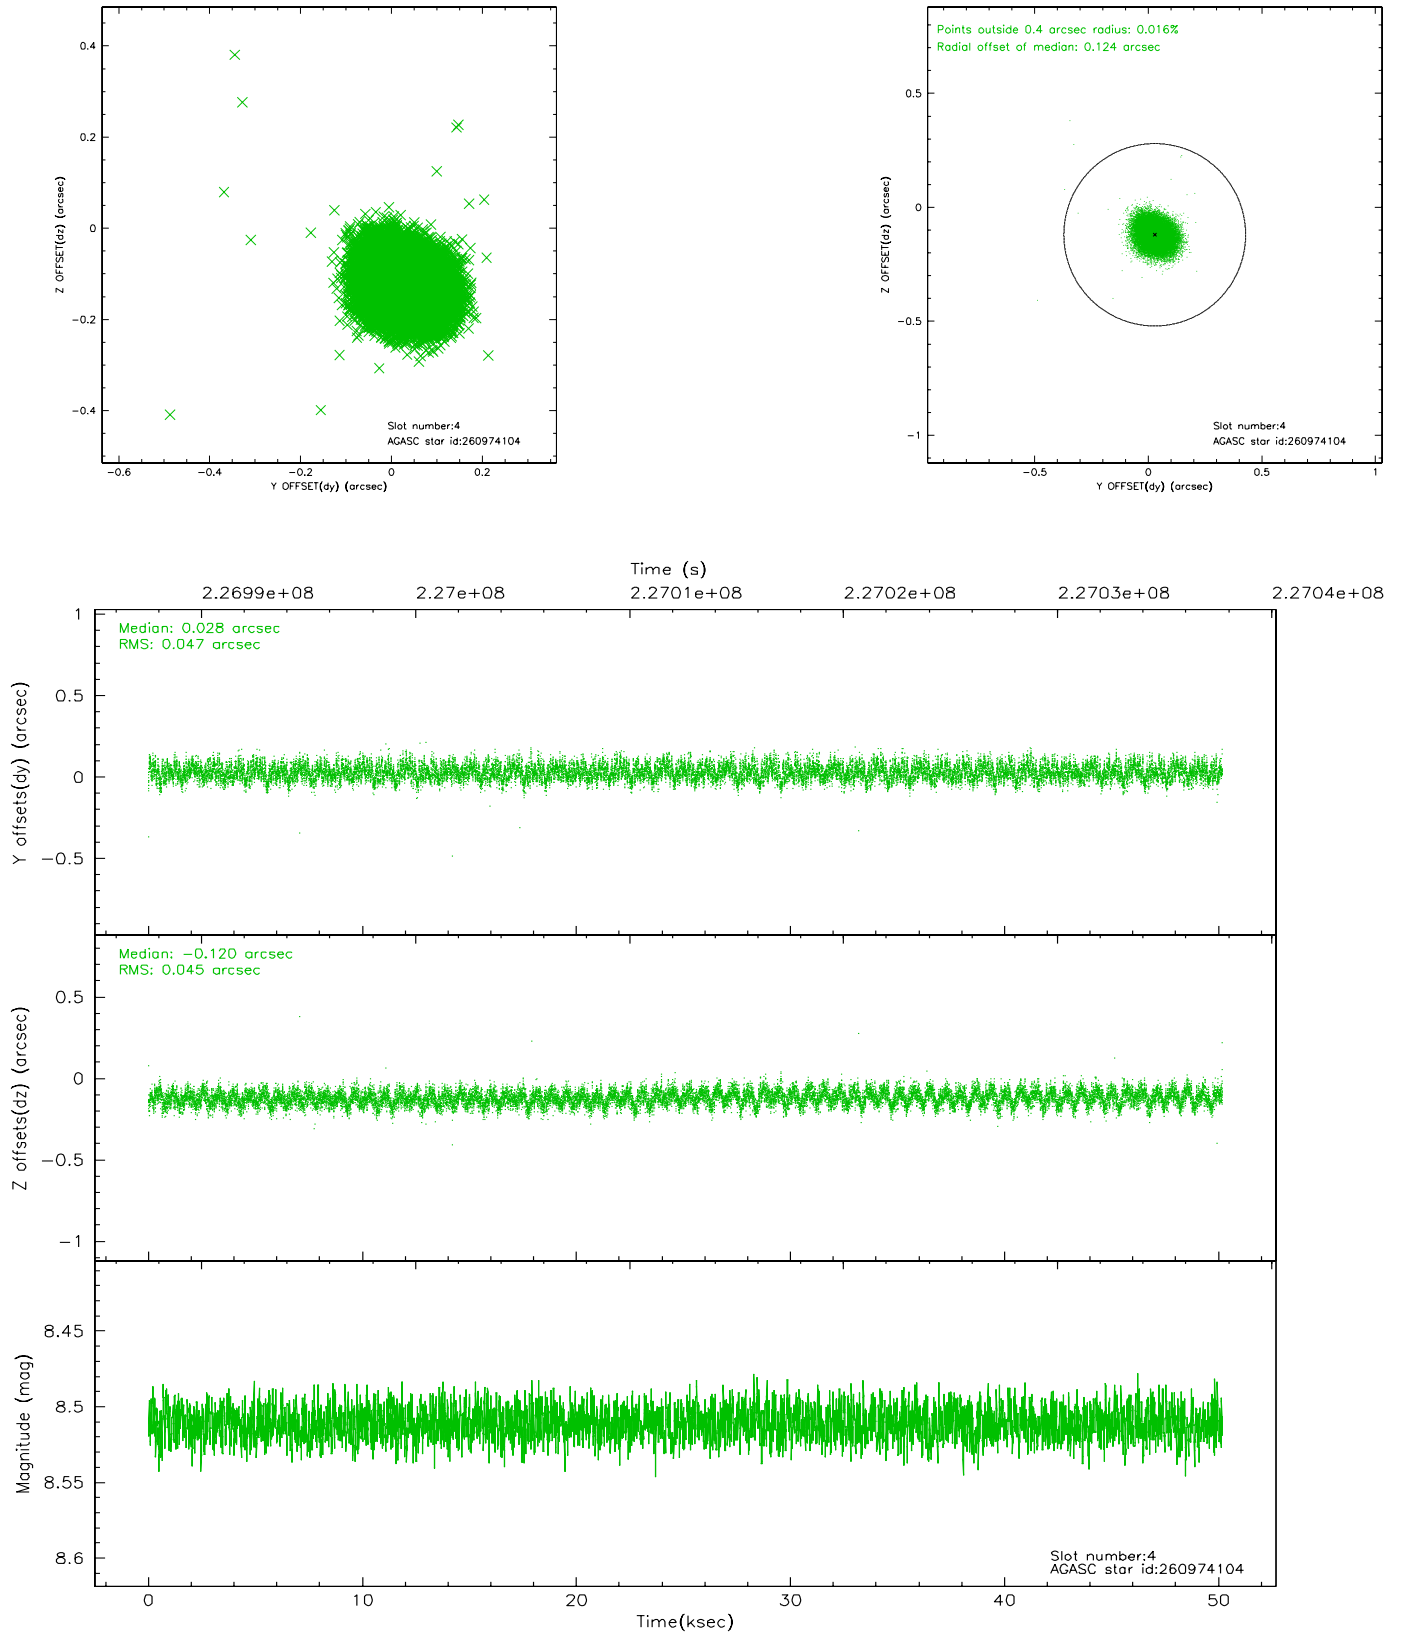 0.4
0.2
0
−0.2
−0.4
Z OFFSET(dz) (arcsec)
Slot number:4
AGASC star id:260974104
−0.6 −0.4 −0.2 0 0.2
Y OFFSET(dy) (arcsec)
Points outside 0.4 arcsec radius: 0.016%
Radial offset of median: 0.124 arcsec
0.5
0
−0.5
−1
Z OFFSET(dz) (arcsec)
Slot number:4
AGASC star id:260974104
−0.5 0 0.5 1
Y OFFSET(dy) (arcsec)
Time (s)
2.2699e+08 2.27e+08 2.2701e+08 2.2702e+08 2.2703e+08 2.2704e+08
Median: 0.028 arcsec
RMS: 0.047 arcsec
1
0.5
0
−0.5
Y offsets(dy) (arcsec)
Median: −0.120 arcsec
RMS: 0.045 arcsec
0.5
0
−0.5
−1
Z offsets(dz) (arcsec)
8.45
8.5
8.55
8.6
Magnitude (mag)
Slot number:4
AGASC star id:260974104
0 10 20 30 40 50
Time(ksec)